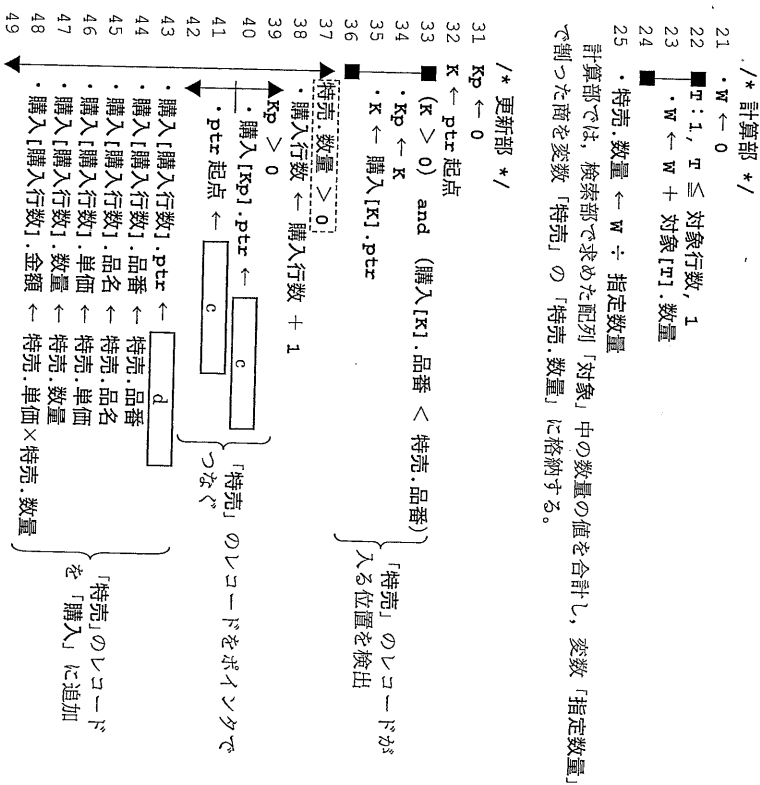 /* 計算部 */
21 ・W ← 0
22 T:1, T ≦ 対象行数, 1
23 ・W ← W + 対象[T].数量
24
25 ・特売.数量 ← W ÷ 指定数量
計算部では，検索部で求めた配列「対象」中の数量の値を合計し，変数「指定数量」
で割った商を変数「特売」の「特売.数量」に格納する。
/* 更新部 */
31 Kp ← 0
32 K ← ptr起点
33 (K > 0) and (購入[K].品番 < 特売.品番)
34 ・Kp ← K
35 ・K ← 購入[K].ptr
36
「特売」のレコードが
入る位置を検出
37 特売.数量 > 0
38 ・購入行数 ← 購入行数 + 1
39 Kp > 0
40 ・購入[Kp].ptr ← c
41 ・ptr起点 ← c
42
「特売」のレコードをポインタで
つなぐ
43 ・購入[購入行数].ptr ← d
44 ・購入[購入行数].品番 ← 特売.品番
45 ・購入[購入行数].品名 ← 特売.品名
46 ・購入[購入行数].単価 ← 特売.単価
47 ・購入[購入行数].数量 ← 特売.数量
48 ・購入[購入行数].金額 ← 特売.単価×特売.数量
49
「特売」のレコード
を「購入」に追加